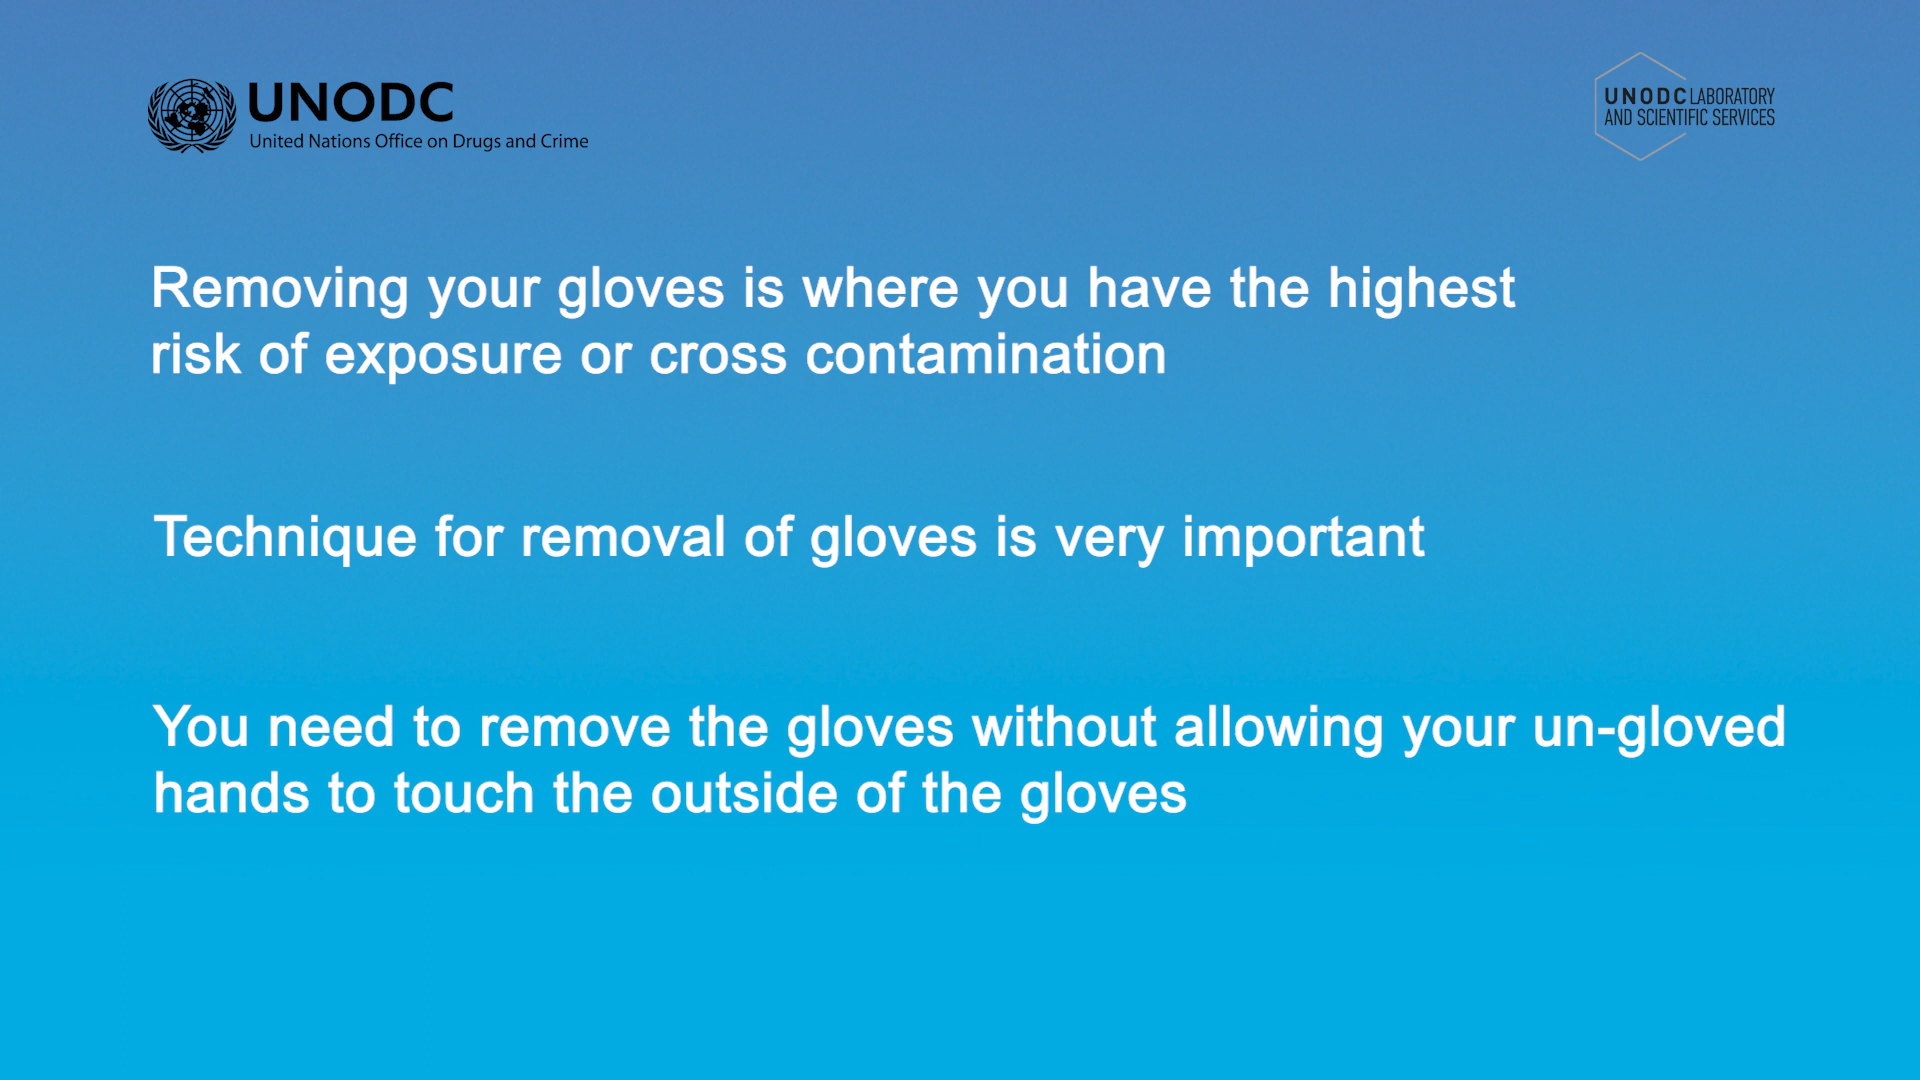 UNODC
United Nations Office on Drugs and Crime
UNODC LABORATORY
AND SCIENTIFIC SERVICES
Removing your gloves is where you have the highest
risk of exposure or cross contamination
Technique for removal of gloves is very important
You need to remove the gloves without allowing your un-gloved
hands to touch the outside of the gloves